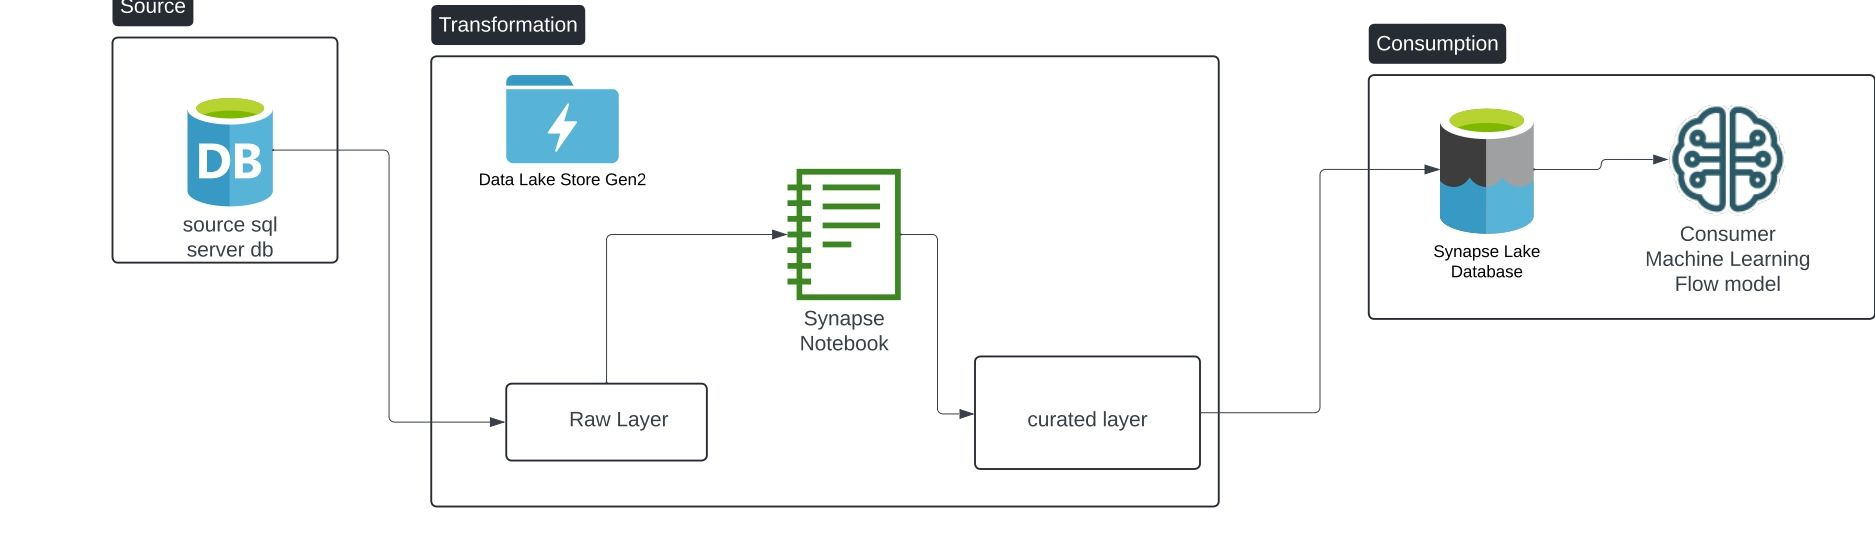 Source
DB
source sql
server db
Transformation
Data Lake Store Gen2
Synapse
Notebook
Raw Layer
curated layer
Consumption
Synapse Lake
Database
Consumer
Machine Learning
Flow model